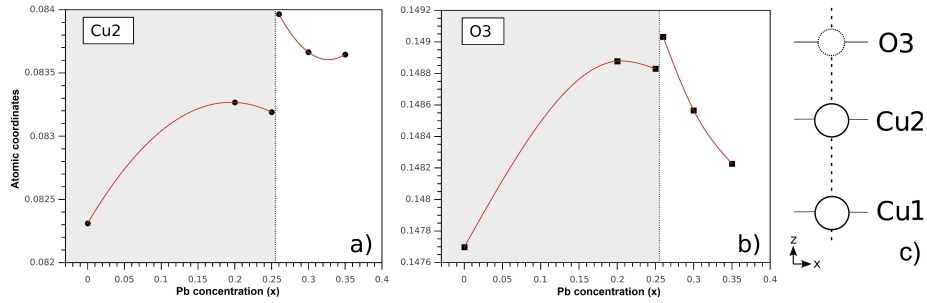 Cu2
Atomic coordinates
0.084
0.0835
0.083
0.0825
0.082
0
0.05
0.1
0.15
0.2
0.25
0.3
0.35
0.4
Pb concentration (x)
a)
O3
0.1492
0.149
0.1488
0.1486
0.1484
0.1482
0.148
0.1478
0.1476
0
0.05
0.1
0.15
0.2
0.25
0.3
0.35
0.4
Pb concentration (x)
b)
O3
Cu2
Cu1
z
x
c)